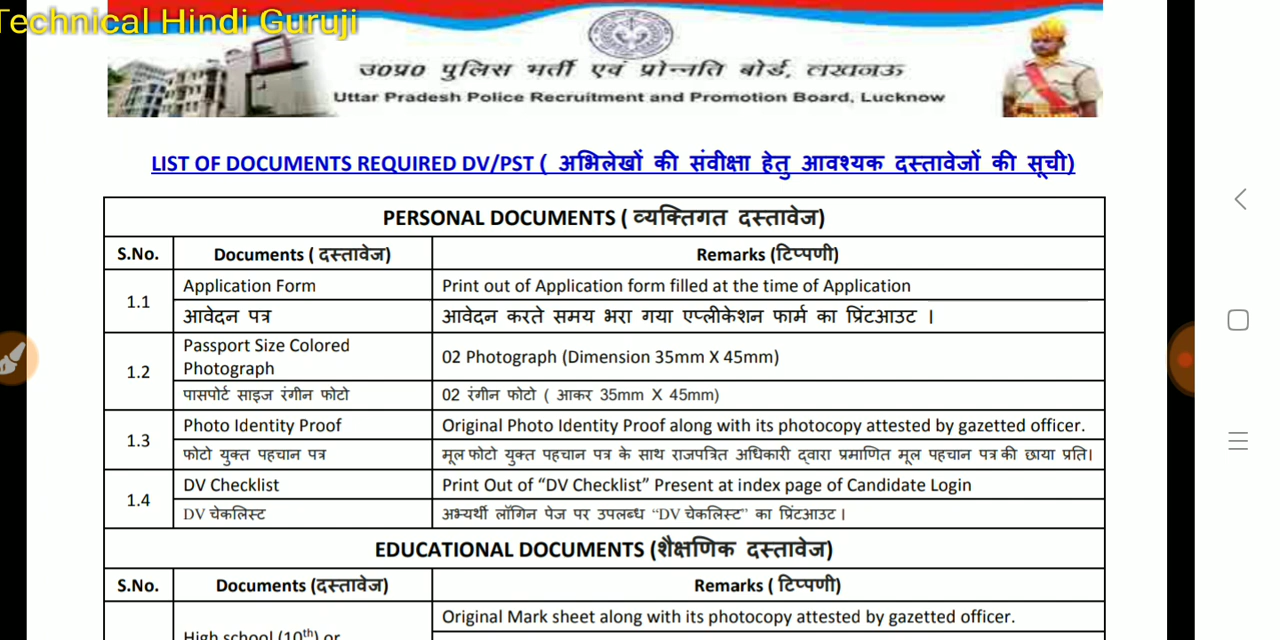 Technical Hindi Guruji
उ०प्र० पुलिस भर्ती एवं प्रोन्नति बोर्ड, लखनऊ
Uttar Pradesh Police Recruitment and Promotion Board, Lucknow
LIST OF DOCUMENTS REQUIRED DV/PST ( अभिलेखों की संवीक्षा हेतु आवश्यक दस्तावेजों की सूची)
PERSONAL DOCUMENTS ( व्यक्तिगत दस्तावेज)
S.No. Documents ( दस्तावेज) Remarks (टिप्पणी)
1.1 Application Form Print out of Application form filled at the time of Application
आवेदन पत्र आवेदन करते समय भरा गया एप्लीकेशन फार्म का प्रिंटआउट ।
1.2 Passport Size Colored Photograph 02 Photograph (Dimension 35mm X 45mm)
पासपोर्ट साइज रंगीन फोटो 02 रंगीन फोटो ( आकर 35mm X 45mm)
1.3 Photo Identity Proof Original Photo Identity Proof along with its photocopy attested by gazetted officer.
फोटो युक्त पहचान पत्र मूल फोटो युक्त पहचान पत्र के साथ राजपत्रित अधिकारी द्वारा प्रमाणित मूल पहचान पत्र की छाया प्रति।
1.4 DV Checklist Print Out of “DV Checklist” Present at index page of Candidate Login
DV चेकलिस्ट अभ्यर्थी लॉगिन पेज पर उपलब्ध “DV चेकलिस्ट” का प्रिंटआउट ।
EDUCATIONAL DOCUMENTS (शैक्षणिक दस्तावेज)
S.No. Documents (दस्तावेज) Remarks ( टिप्पणी)
Original Mark sheet along with its photocopy attested by gazetted officer.
High school (10th) or